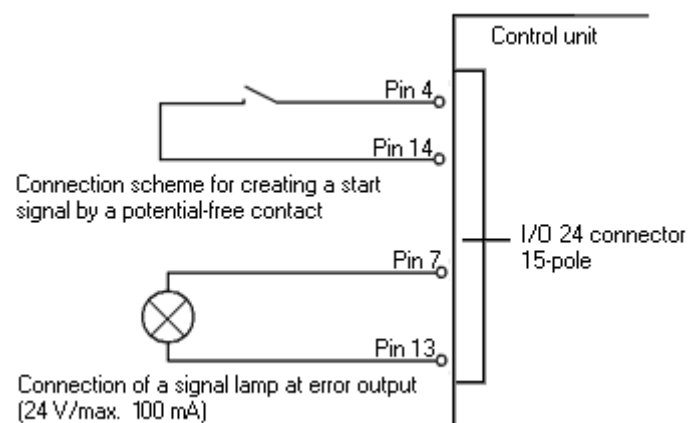 Control unit
Pin 4
Pin 14
Connection scheme for creating a start
signal by a potential-free contact
I/O 24 connector
15-pole
Pin 7
Pin 13
Connection of a signal lamp at error output
(24 V/max. 100 mA)